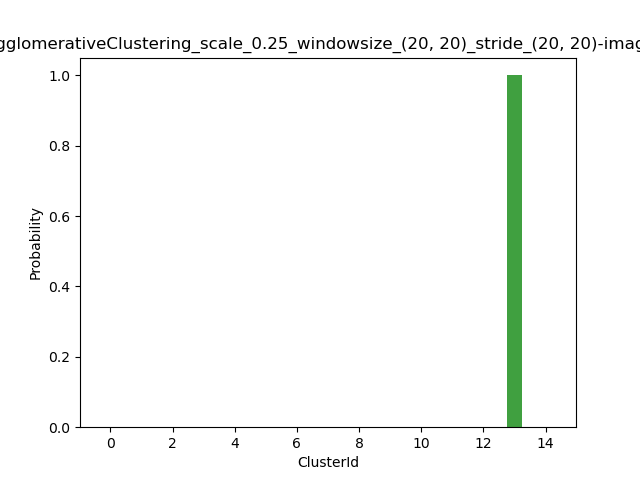 gglomerativeClustering_scale_0.25_windowsize_(20, 20)_stride_(20, 20)-imag
1.0
0.8
0.6
0.4
0.2
0.0
Probability
0 2 4 6 8 10 12 14
ClusterId